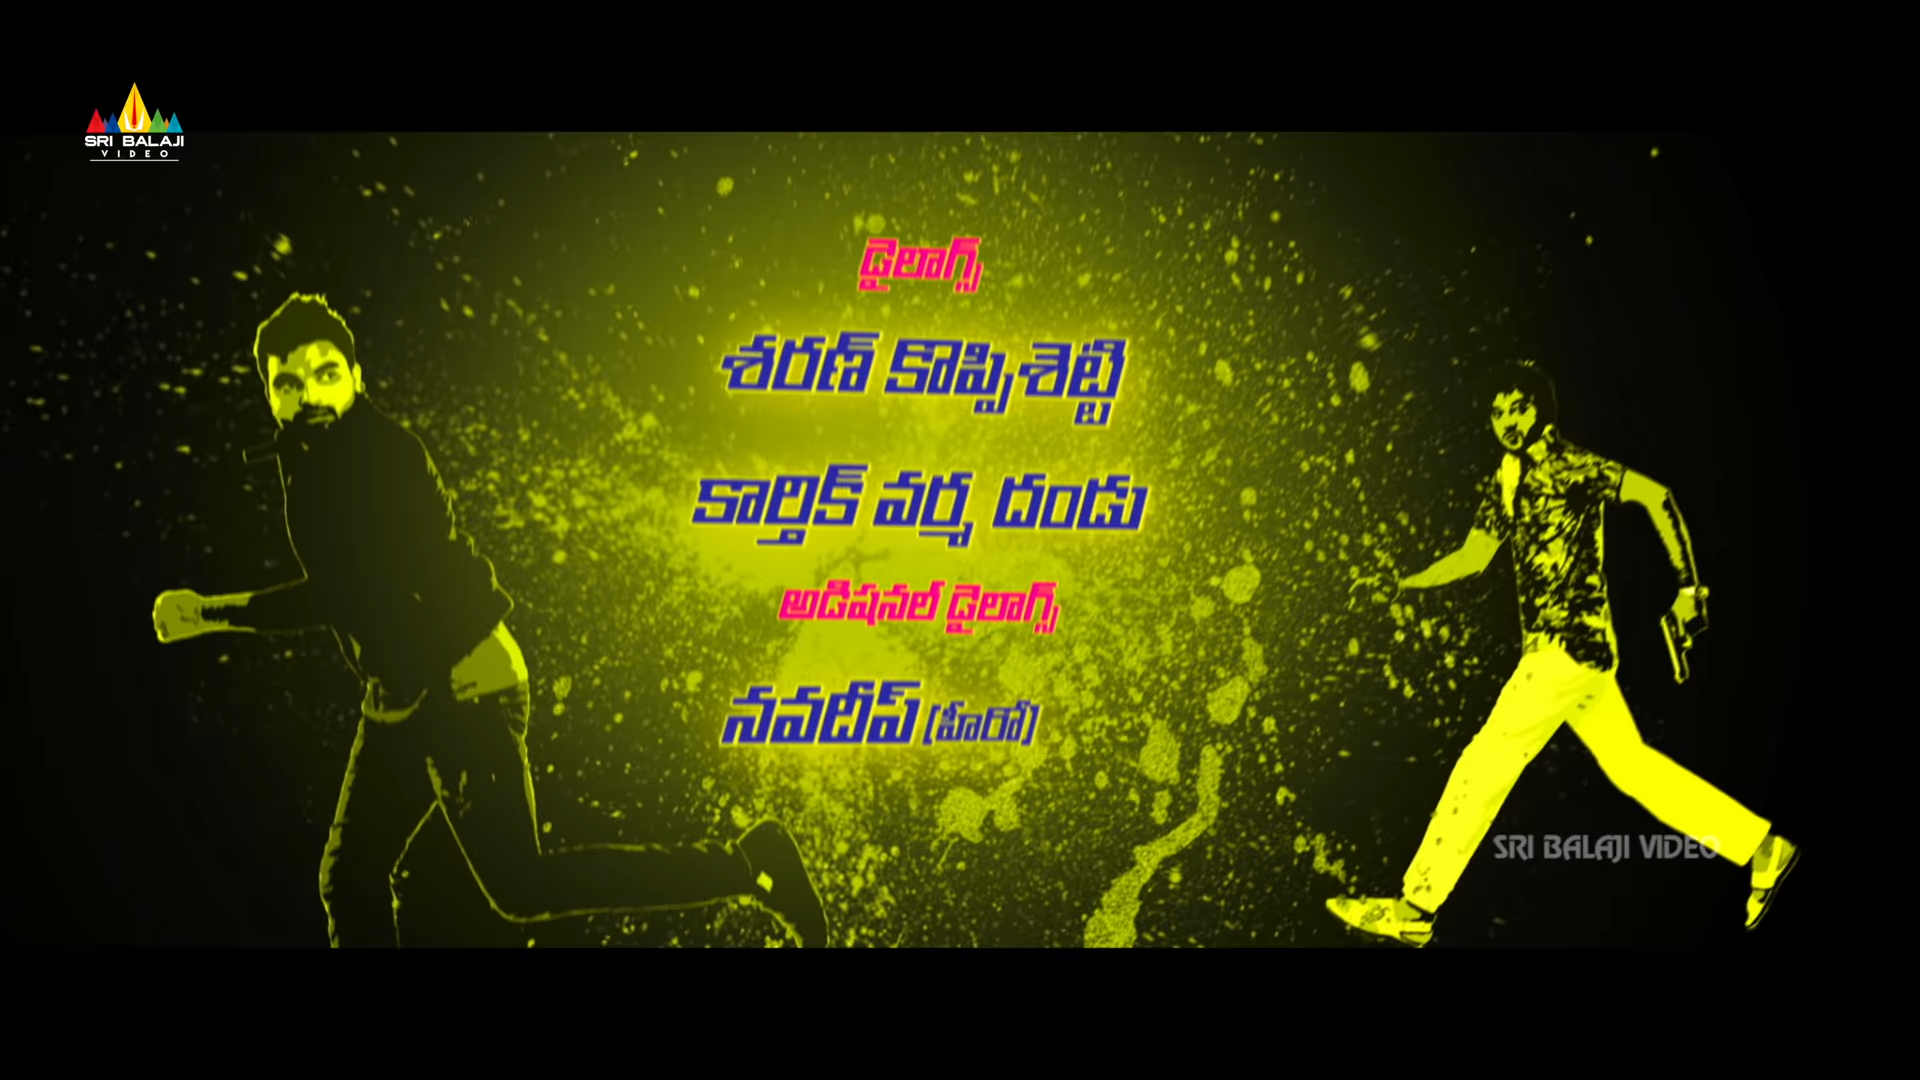 SRI BALAJI
VIDEO
డైలాగ్స్
శరణ్ కొప్పిశెట్టి
కార్తిక్ వర్మ దండు
అడిషనల్ డైలాగ్స్
నవదీప్ (హీరో)
SRI BALAJI VIDEO